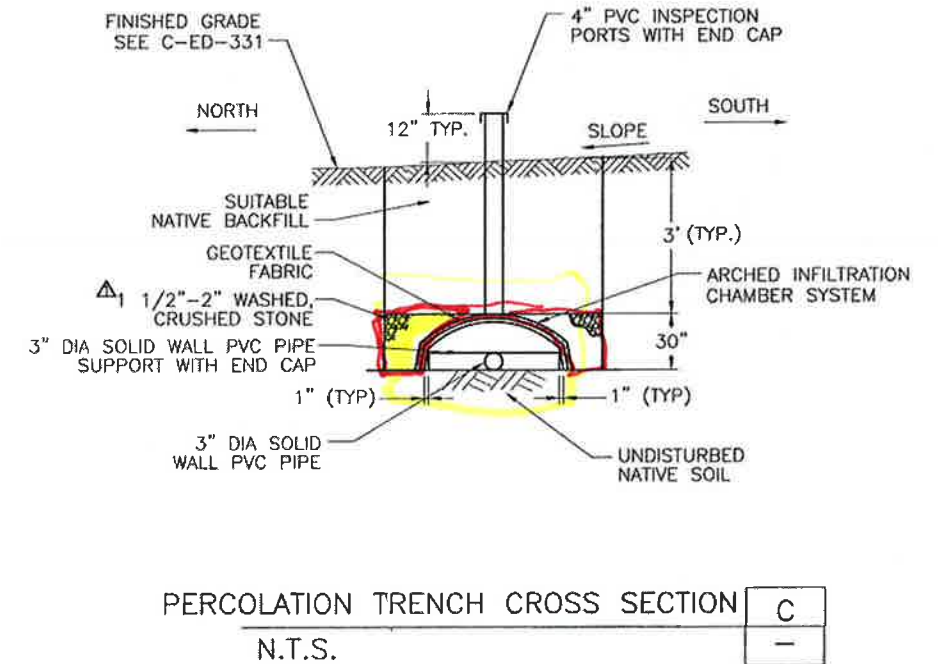 FINISHED GRADE
SEE C-ED-331
4" PVC INSPECTION
PORTS WITH END CAP
NORTH
SOUTH
12" TYP.
SLOPE
SUITABLE
NATIVE BACKFILL
3' (TYP.)
GEOTEXTILE
FABRIC
ARCHED INFILTRATION
CHAMBER SYSTEM
1 1/2"-2" WASHED,
CRUSHED STONE
30"
3" DIA SOLID WALL PVC PIPE
SUPPORT WITH END CAP
1" (TYP)
1" (TYP)
3" DIA SOLID
WALL PVC PIPE
UNDISTURBED
NATIVE SOIL
PERCOLATION TRENCH CROSS SECTION
C
N.T.S.
-